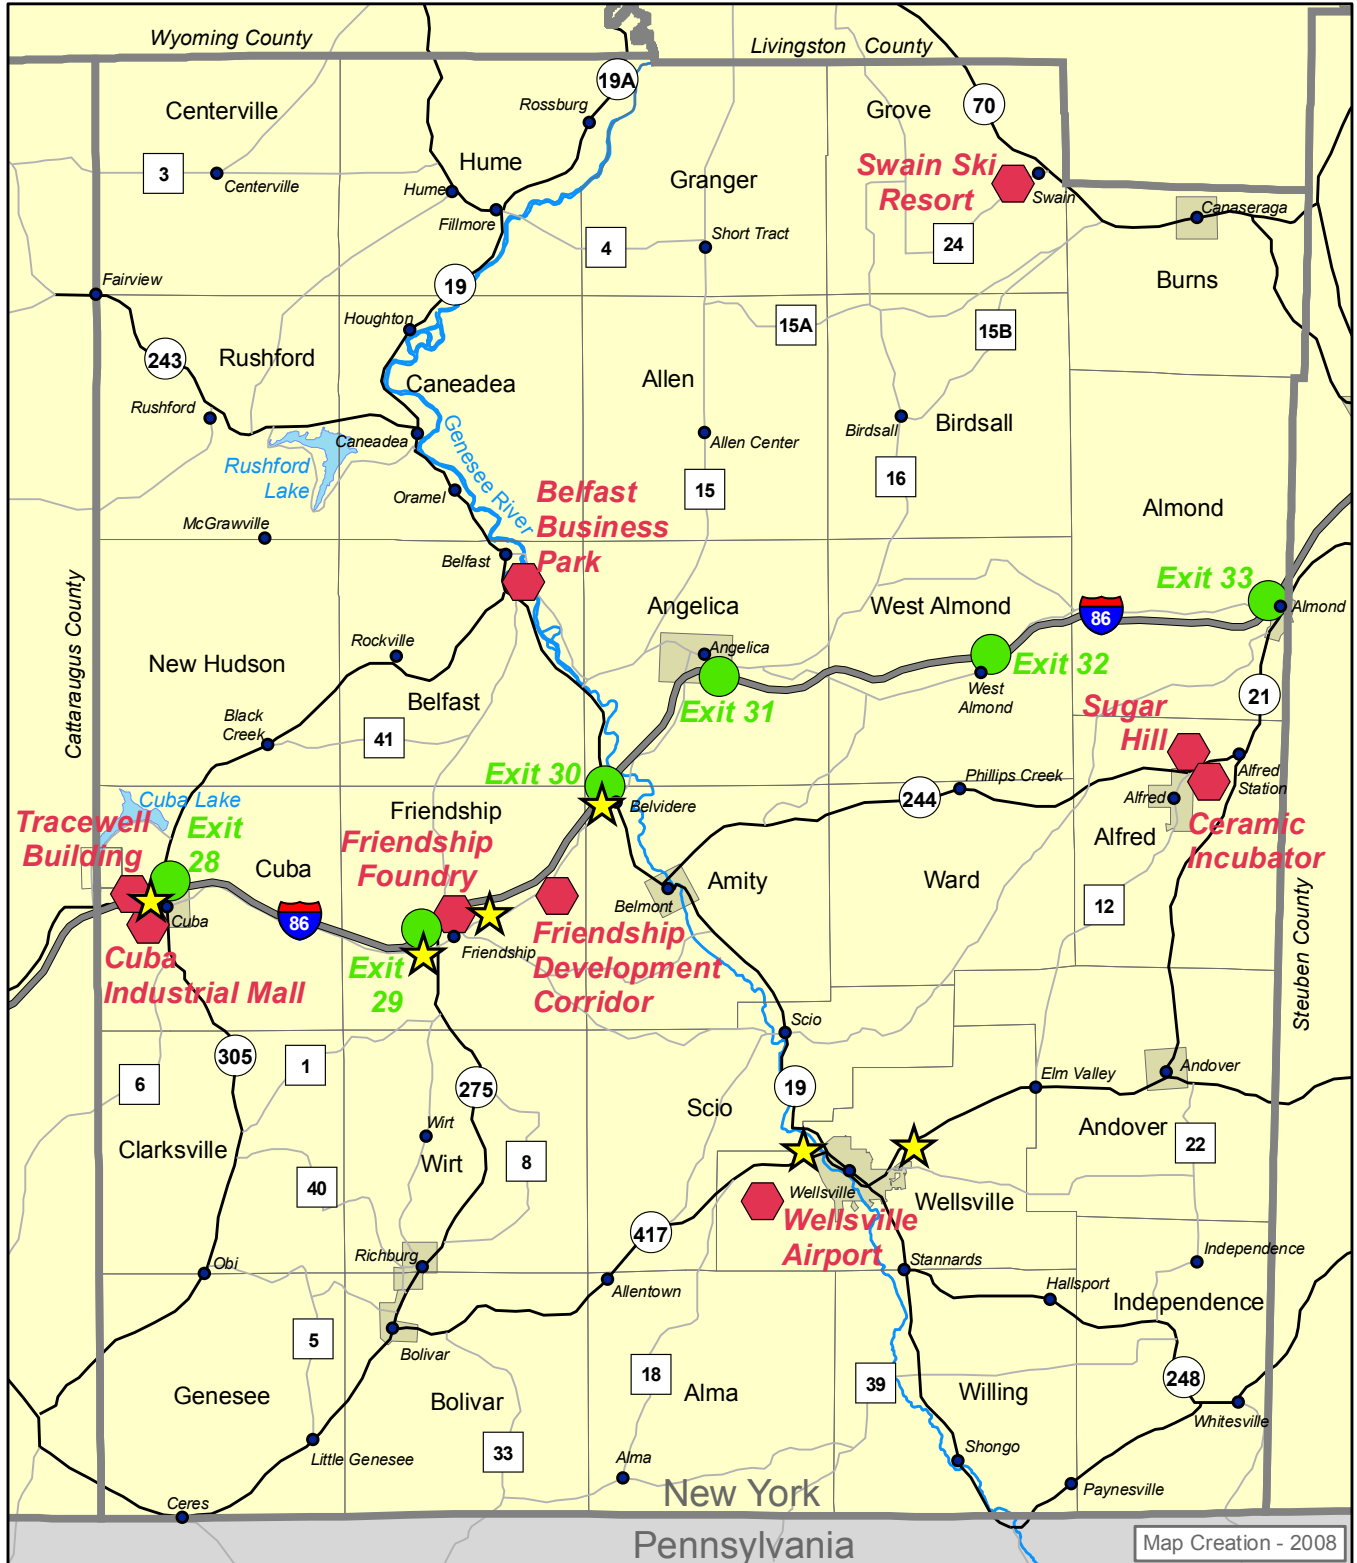 Wyoming County
Livingston County
19A
Rossburg
Centerville
Grove
70
Hume
3
Centerville
Hume
Fillmore
Granger
Swain Ski
Resort
Swain
Canaseraga
4
Short Tract
24
Burns
Fairview
19
Houghton
15A
15B
243
Rushford
Caneadea
Allen
Rushford
Caneadea
Allen Center
Birdsall
Birdsall
Rushford
Lake
Genesee River
Oramel
15
16
Belfast
Business
Park
Almond
McGrawville
Belfast
Cattaraugus County
Angelica
West Almond
86
Exit 33
Almond
Rockville
New Hudson
Angelica
Exit 32
West
Almond
Belfast
Exit 31
21
Black
Creek
41
Sugar
Hill
Exit 30
Belvidere
Phillips Creek
244
Alfred
Station
Alfred
Cuba Lake
Tracewell
Building
Exit
28
Friendship
Friendship
Foundry
Alfred
Ceramic
Incubator
Cuba
Amity
Ward
Belmont
12
Cuba
86
Friendship
Friendship
Development
Corridor
Steuben County
Cuba
Industrial Mall
Exit
29
Scio
305
1
6
275
19
Elm Valley
Andover
Scio
Wirt
Andover
Clarksville
Wirt
8
22
40
Wellsville
Wellsville
Wellsville
Airport
417
Richburg
Obi
Stannards
Independence
Allentown
Hallsport
Independence
5
Bolivar
18
39
248
Genesee
Bolivar
Alma
Willing
Whitesville
33
Little Genesee
Alma
Shongo
Paynesville
Ceres
New York
Pennsylvania
Map Creation - 2008